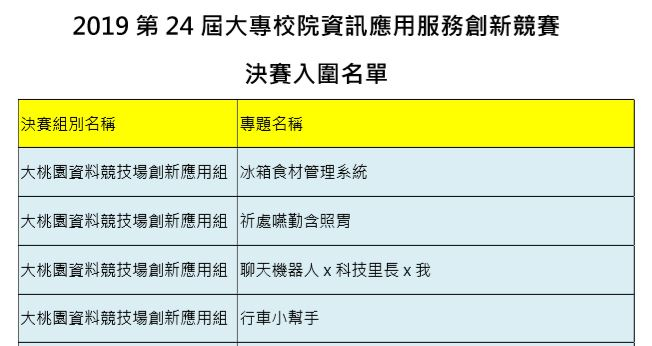 2019 第 24 屆大專校院資訊應用服務創新競賽
決賽入圍名單
決賽組別名稱 專題名稱
大桃園資料競技場創新應用組 冰箱食材管理系統
大桃園資料競技場創新應用組 祈處嚥勤含照胃
大桃園資料競技場創新應用組 聊天機器人 x 科技里長 x 我
大桃園資料競技場創新應用組 行車小幫手